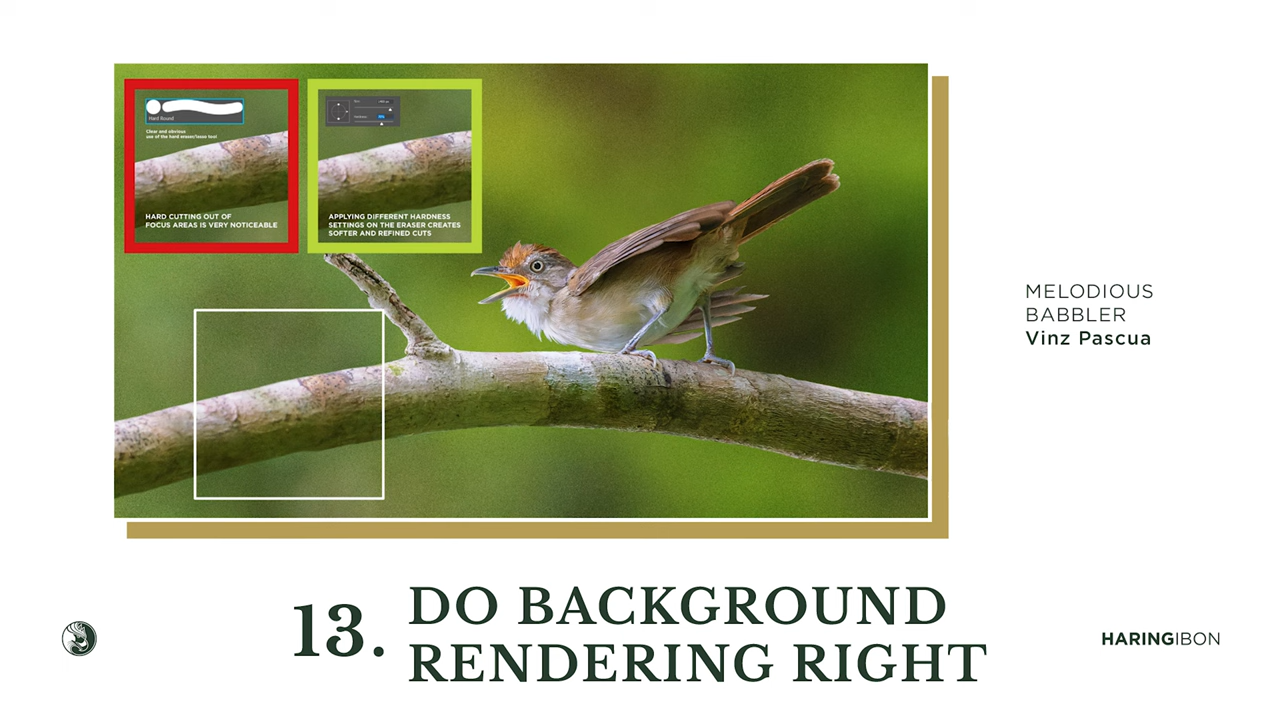 Hard Round
Clear and obvious
use of the hard eraser/lasso tool
HARD CUTTING OUT OF
FOCUS AREAS IS VERY NOTICEABLE
Hardness
APPLYING DIFFERENT HARDNESS
SETTINGS ON THE ERASER CREATES
SOFTER AND REFINED CUTS
MELODIOUS
BABBLER
Vinz Pascua
13. DO BACKGROUND
RENDERING RIGHT
HARINGIBON